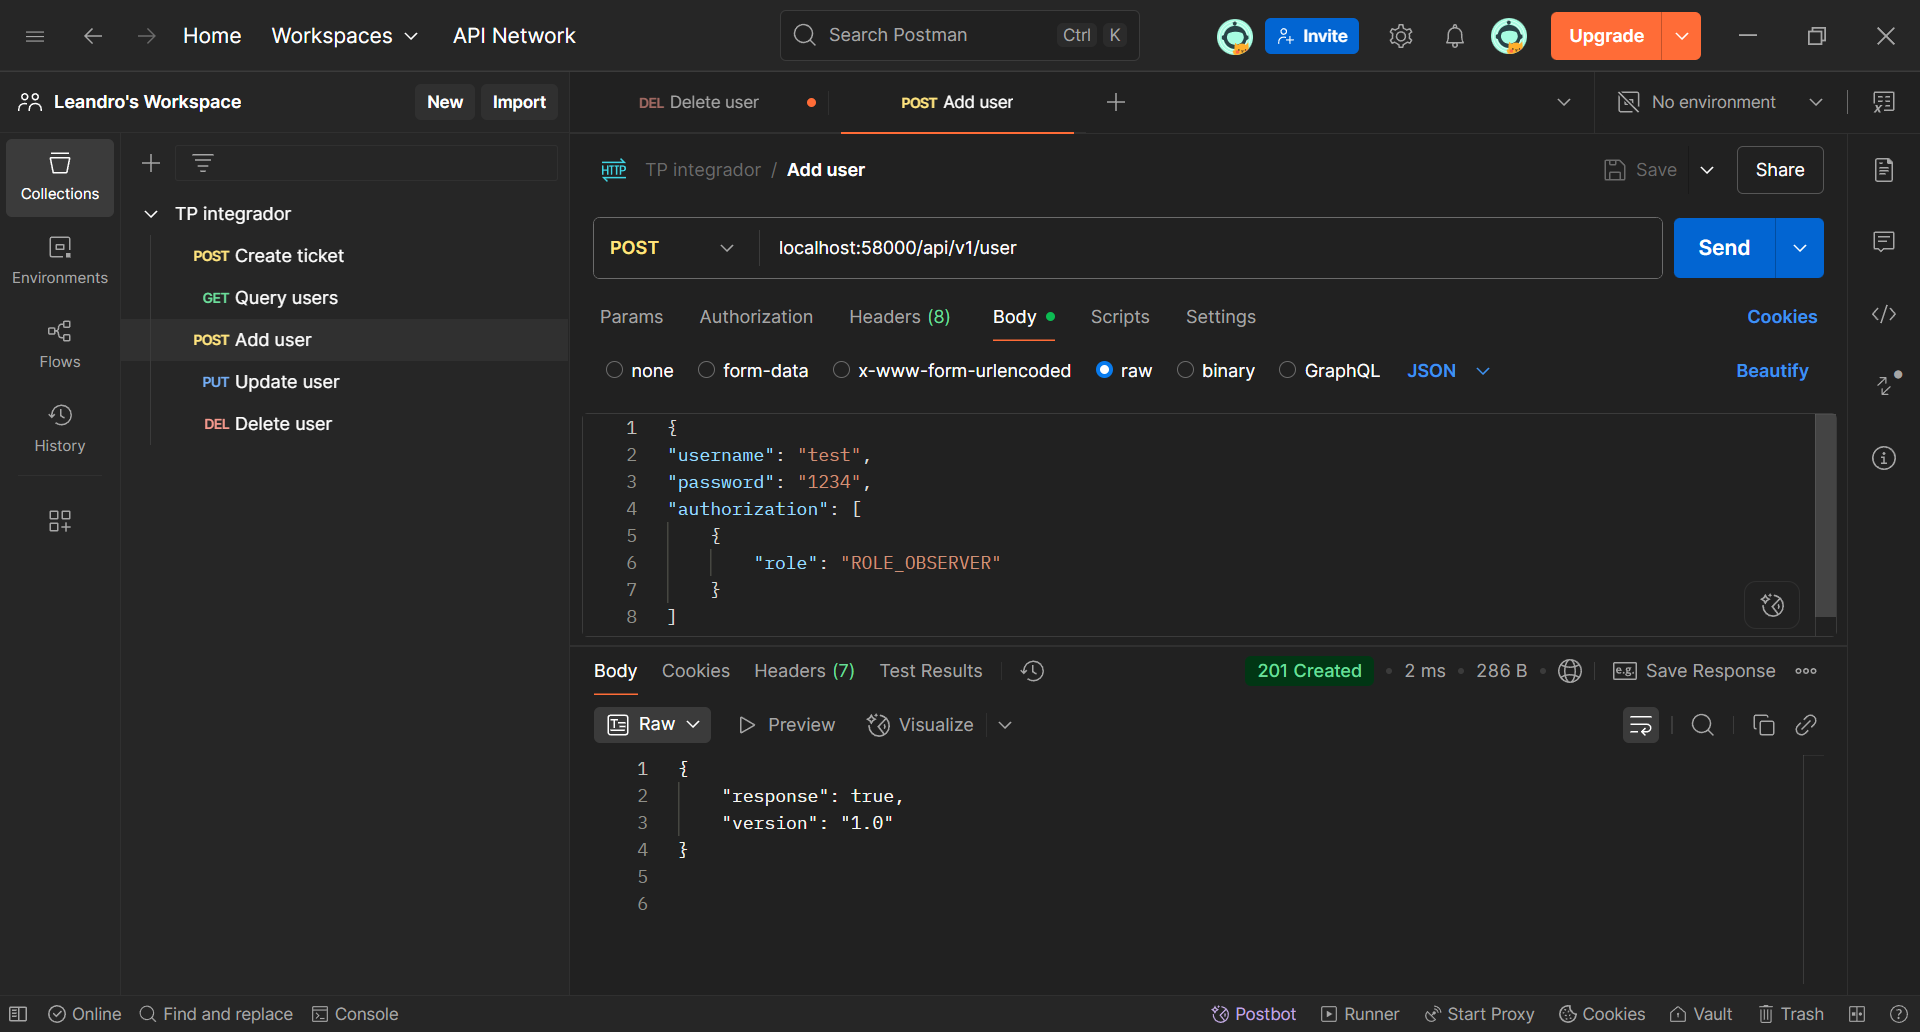 Home Workspaces API Network Search Postman Ctrl K Invite Upgrade
Leandro's Workspace New Import DEL Delete user POST Add user No environment
Collections
Environments
Flows
History
TP integrador
POST Create ticket
GET Query users
POST Add user
PUT Update user
DEL Delete user
HTTP TP integrador / Add user Save Share
POST localhost:58000/api/v1/user Send
Params Authorization Headers (8) Body Scripts Settings Cookies
none form-data x-www-form-urlencoded raw binary GraphQL JSON Beautify
1 {
2 "username": "test",
3 "password": "1234",
4 "authorization": [
5 {
6 "role": "ROLE_OBSERVER"
7 }
8 ]
Body Cookies Headers (7) Test Results 201 Created • 2 ms • 286 B • e.g. Save Response
Raw Preview Visualize
1 {
2 "response": true,
3 "version": "1.0"
4 }
5
6
Online Find and replace Console Postbot Runner Start Proxy Cookies Vault Trash